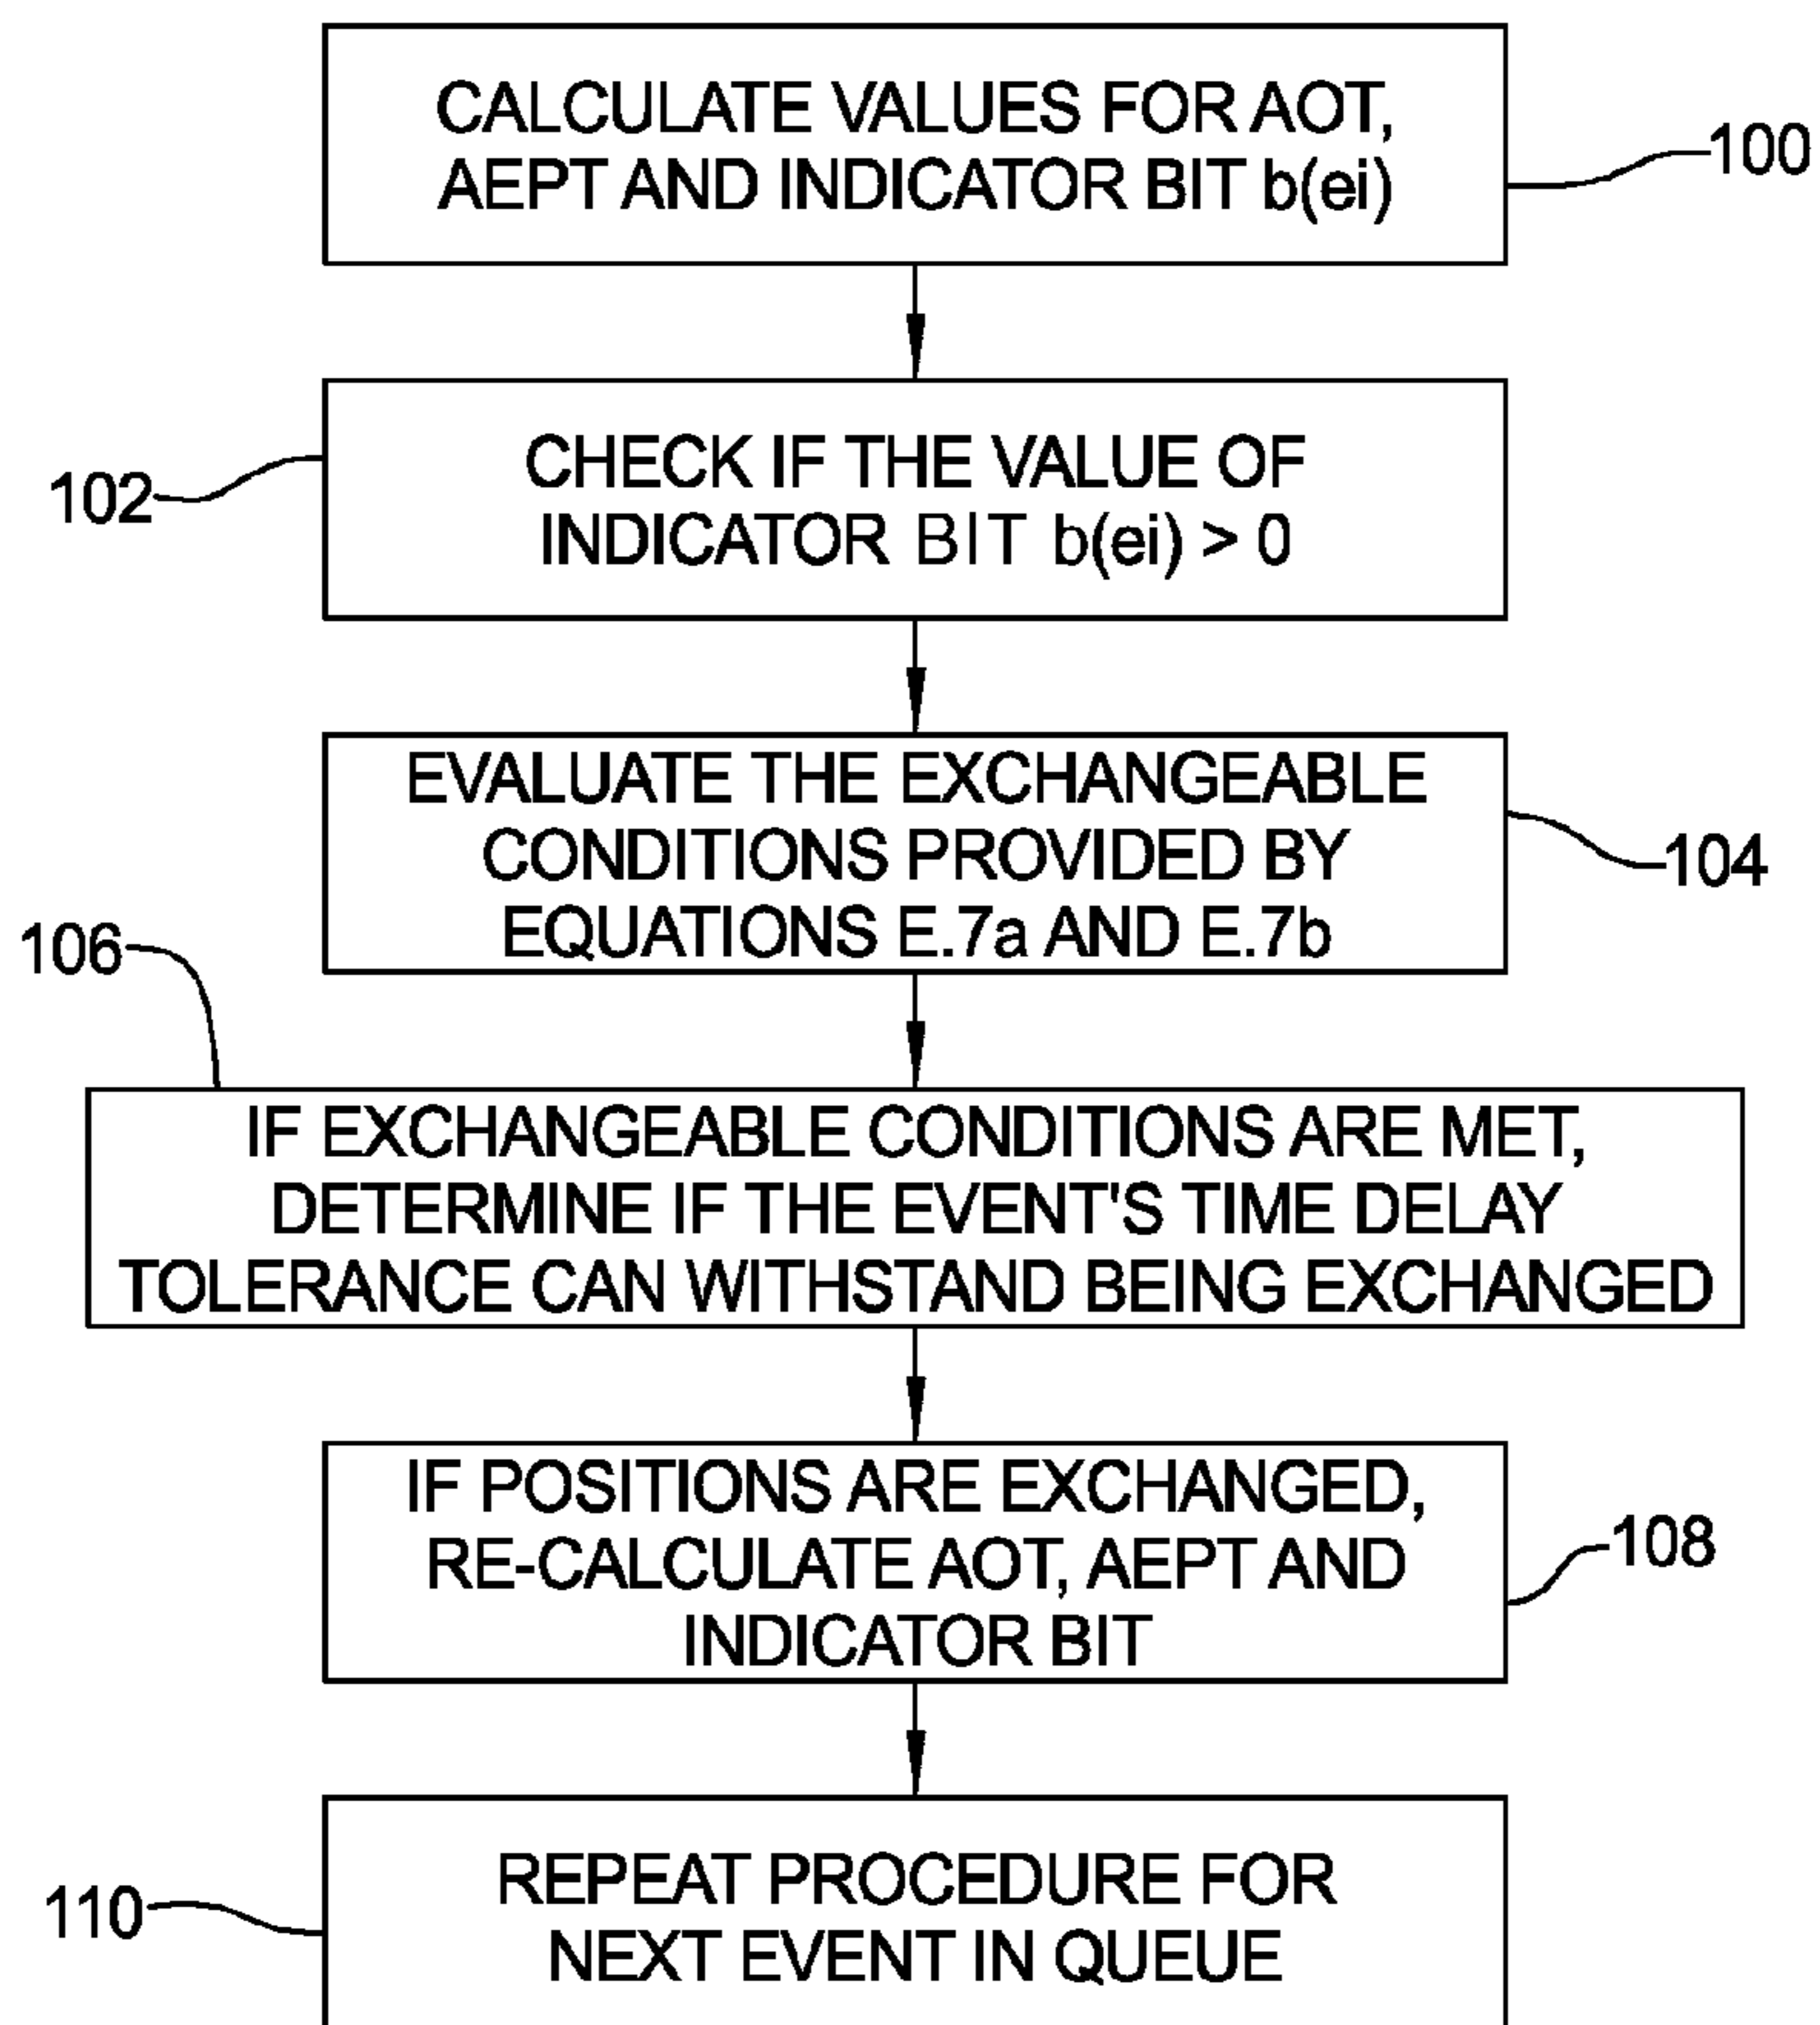 CALCULATE VALUES FOR AOT,
AEPT AND INDICATOR BIT b(ei)
100
CHECK IF THE VALUE OF
INDICATOR BIT b(ei) > 0
102
EVALUATE THE EXCHANGEABLE
CONDITIONS PROVIDED BY
EQUATIONS E.7a AND E.7b
104
106
IF EXCHANGEABLE CONDITIONS ARE MET,
DETERMINE IF THE EVENT'S TIME DELAY
TOLERANCE CAN WITHSTAND BEING EXCHANGED
IF POSITIONS ARE EXCHANGED,
RE-CALCULATE AOT, AEPT AND
INDICATOR BIT
108
REPEAT PROCEDURE FOR
NEXT EVENT IN QUEUE
110